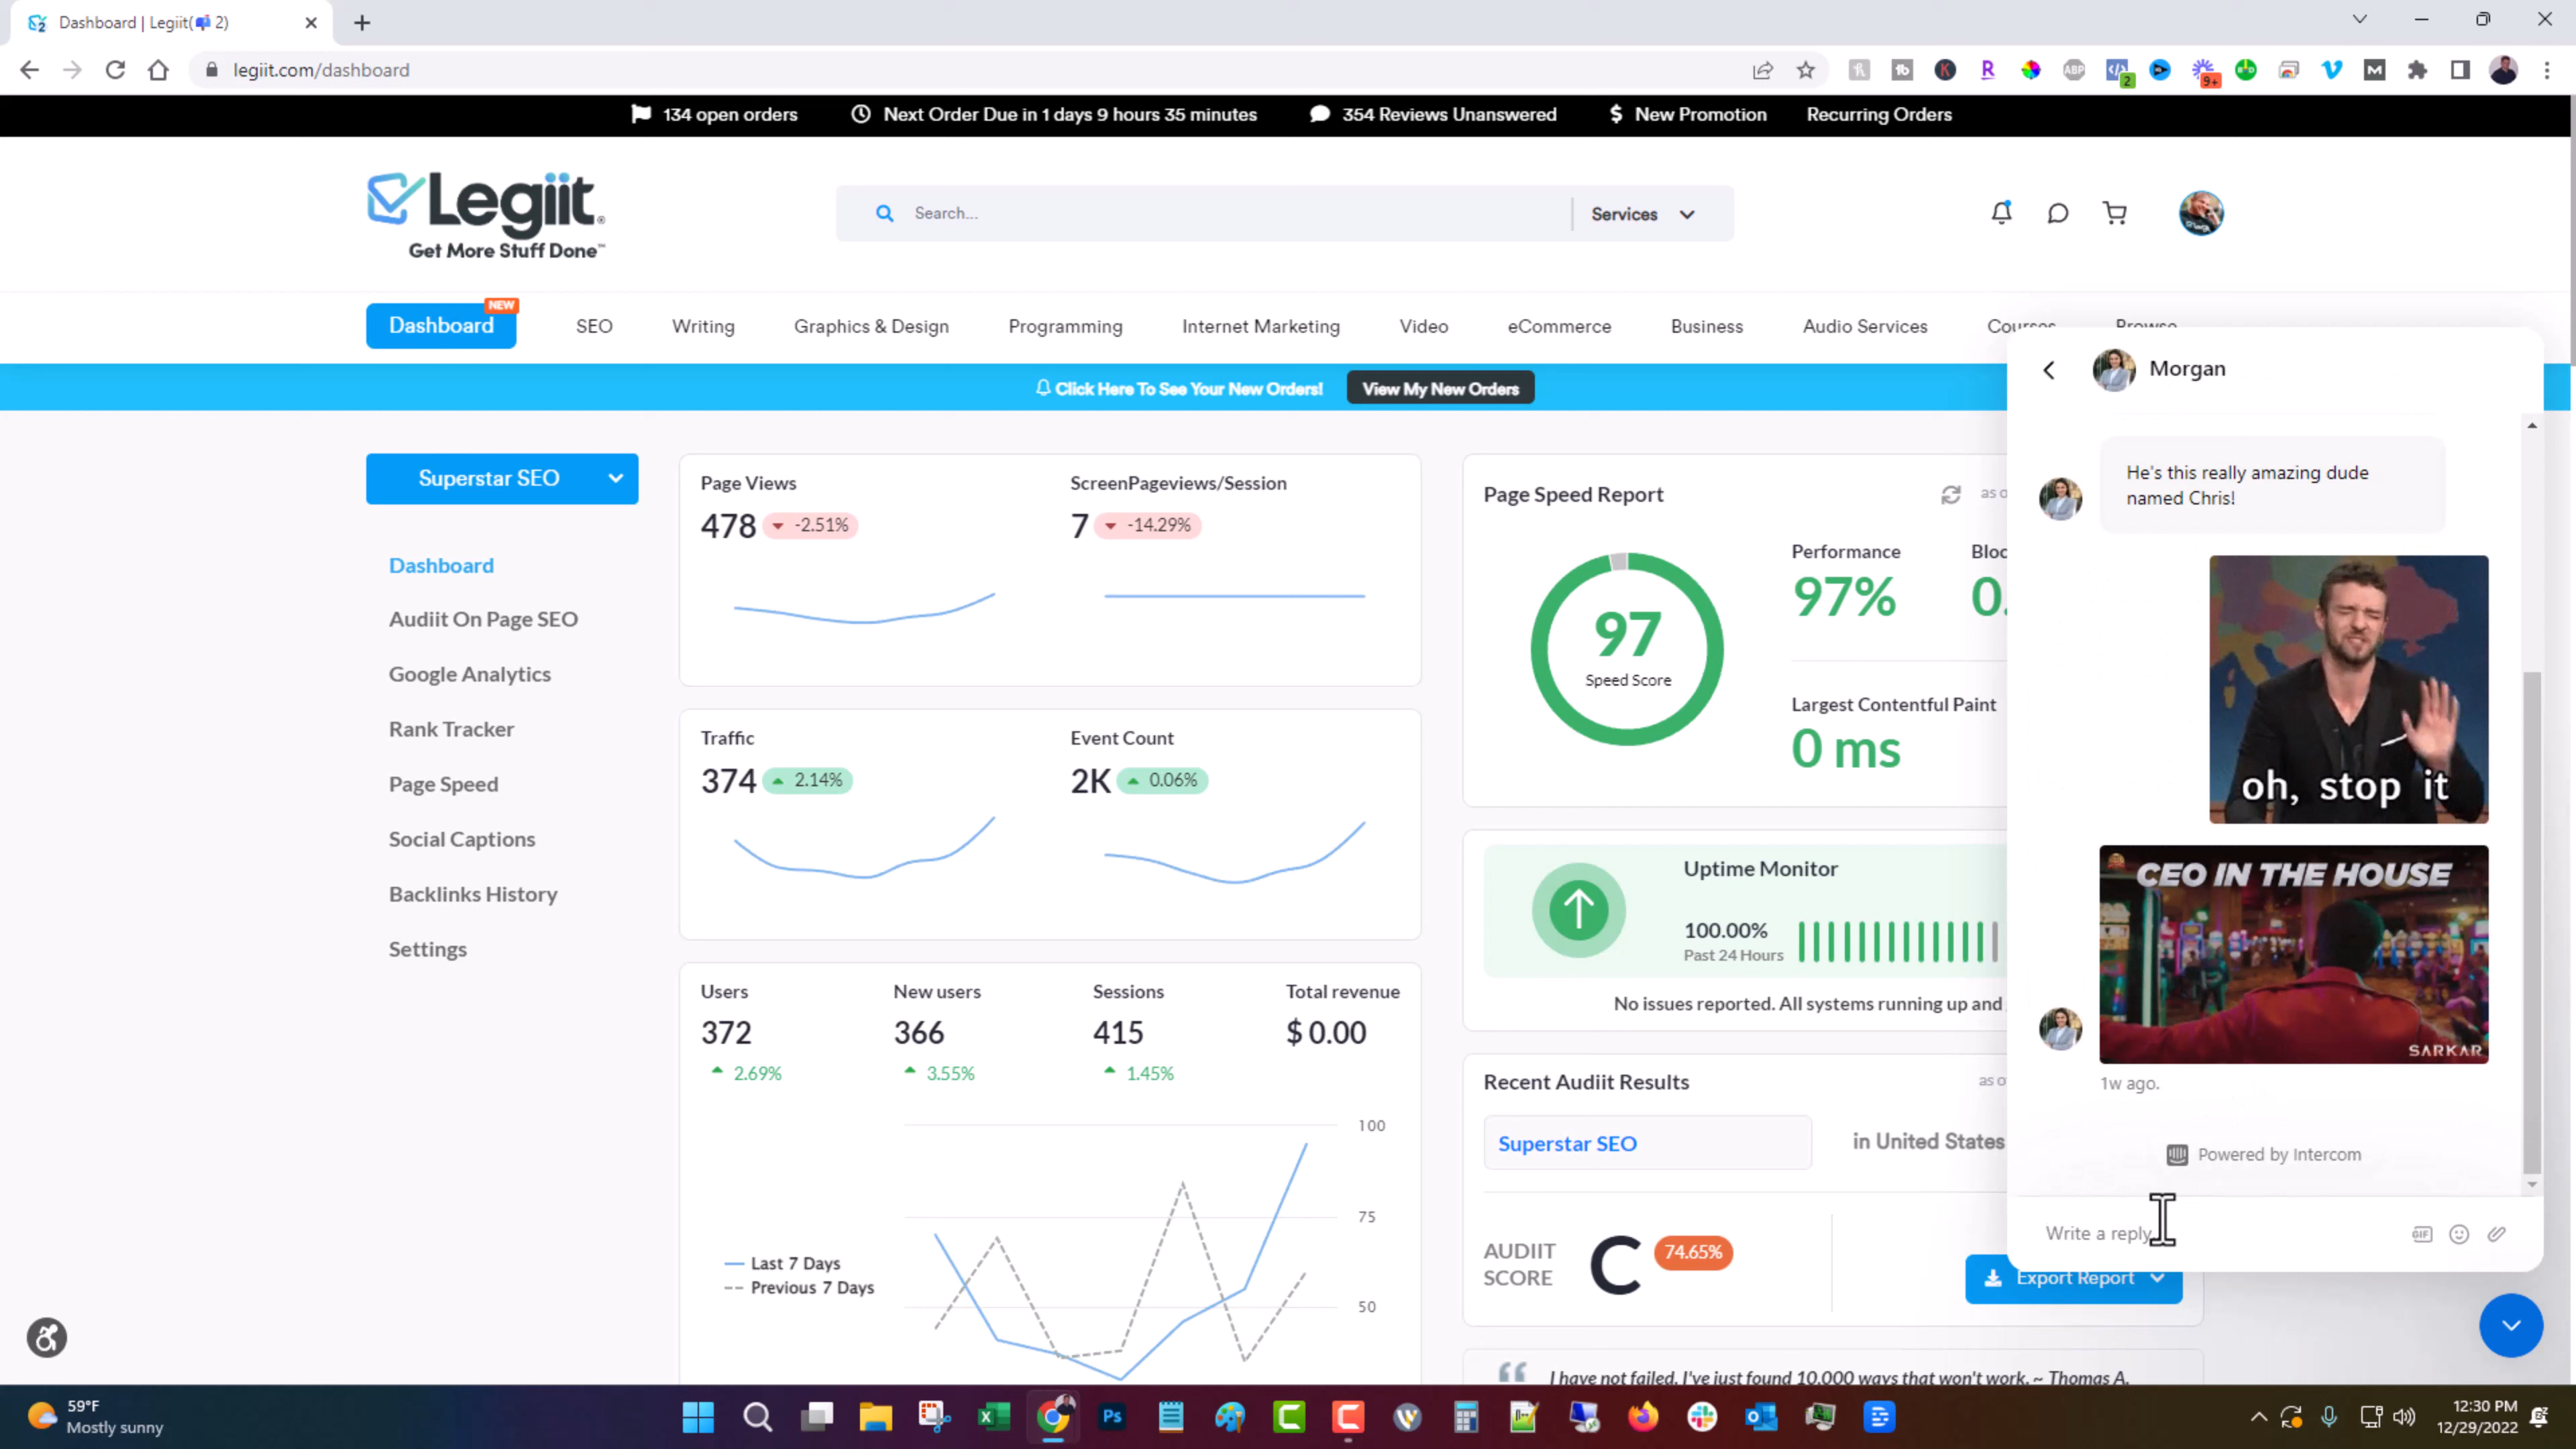 Dashboard | Legiit(📬 2)
legiit.com/dashboard
134 open orders
Next Order Due in 1 days 9 hours 35 minutes
354 Reviews Unanswered
$ New Promotion
Recurring Orders
Legiit®
Get More Stuff Done™
Search...
Services
Dashboard
NEW
SEO
Writing
Graphics & Design
Programming
Internet Marketing
Video
eCommerce
Business
Audio Services
Courses
Browse
Click Here To See Your New Orders!
View My New Orders
Superstar SEO
Dashboard
Audiit On Page SEO
Google Analytics
Rank Tracker
Page Speed
Social Captions
Backlinks History
Settings
Page Views
478 -2.51%
ScreenPageviews/Session
7 -14.29%
Traffic
374 2.14%
Event Count
2K 0.06%
Users
372
2.69%
New users
366
3.55%
Sessions
415
1.45%
Total revenue
$ 0.00
100
75
50
Last 7 Days
Previous 7 Days
Page Speed Report
as o
97
Speed Score
Performance
97%
Bloc
0.
Largest Contentful Paint
0 ms
Uptime Monitor
100.00%
Past 24 Hours
No issues reported. All systems running up and
Recent Audiit Results
as o
Superstar SEO
in United States
AUDIIT
SCORE
C 74.65%
Export Report
I have not failed. I've just found 10,000 ways that won't work. ~ Thomas A.
Morgan
He's this really amazing dude
named Chris!
oh, stop it
CEO IN THE HOUSE
SARKAR
1w ago.
Powered by Intercom
Write a reply
GIF
59°F
Mostly sunny
12:30 PM
12/29/2022